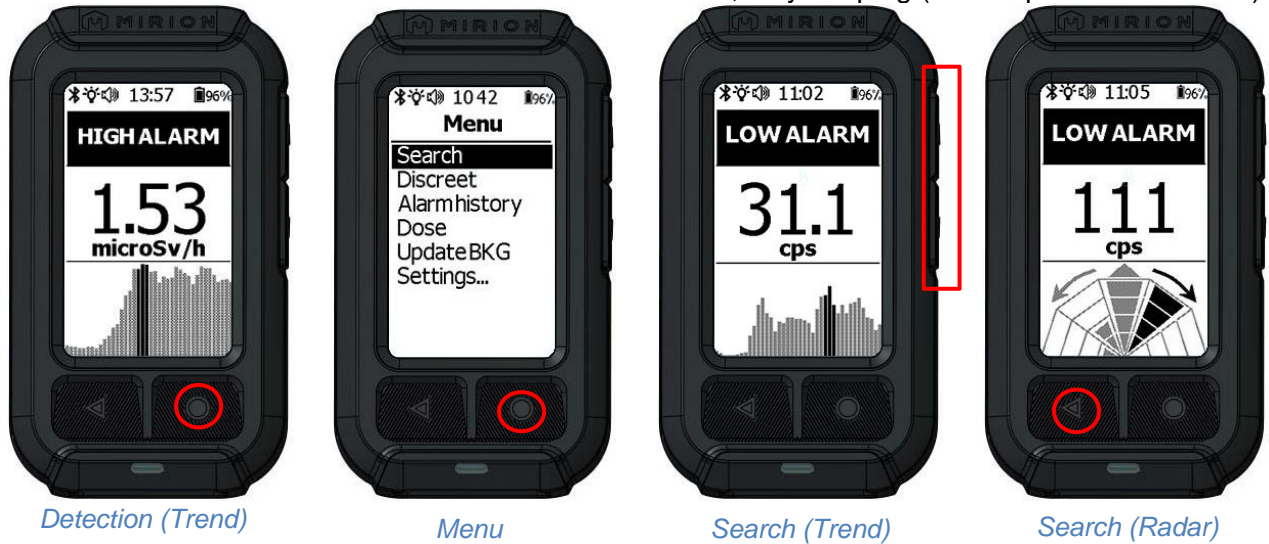 MIRION
13:57 96%
HIGH ALARM
1.53
microSv/h
Detection (Trend)
MIRION
10 42 96%
Menu
Search
Discreet
Alarm history
Dose
Update BKG
Settings...
Menu
MIRION
11:02 96%
LOW ALARM
31.1
cps
Search (Trend)
MIRION
11:05 96%
LOW ALARM
111
cps
Search (Radar)